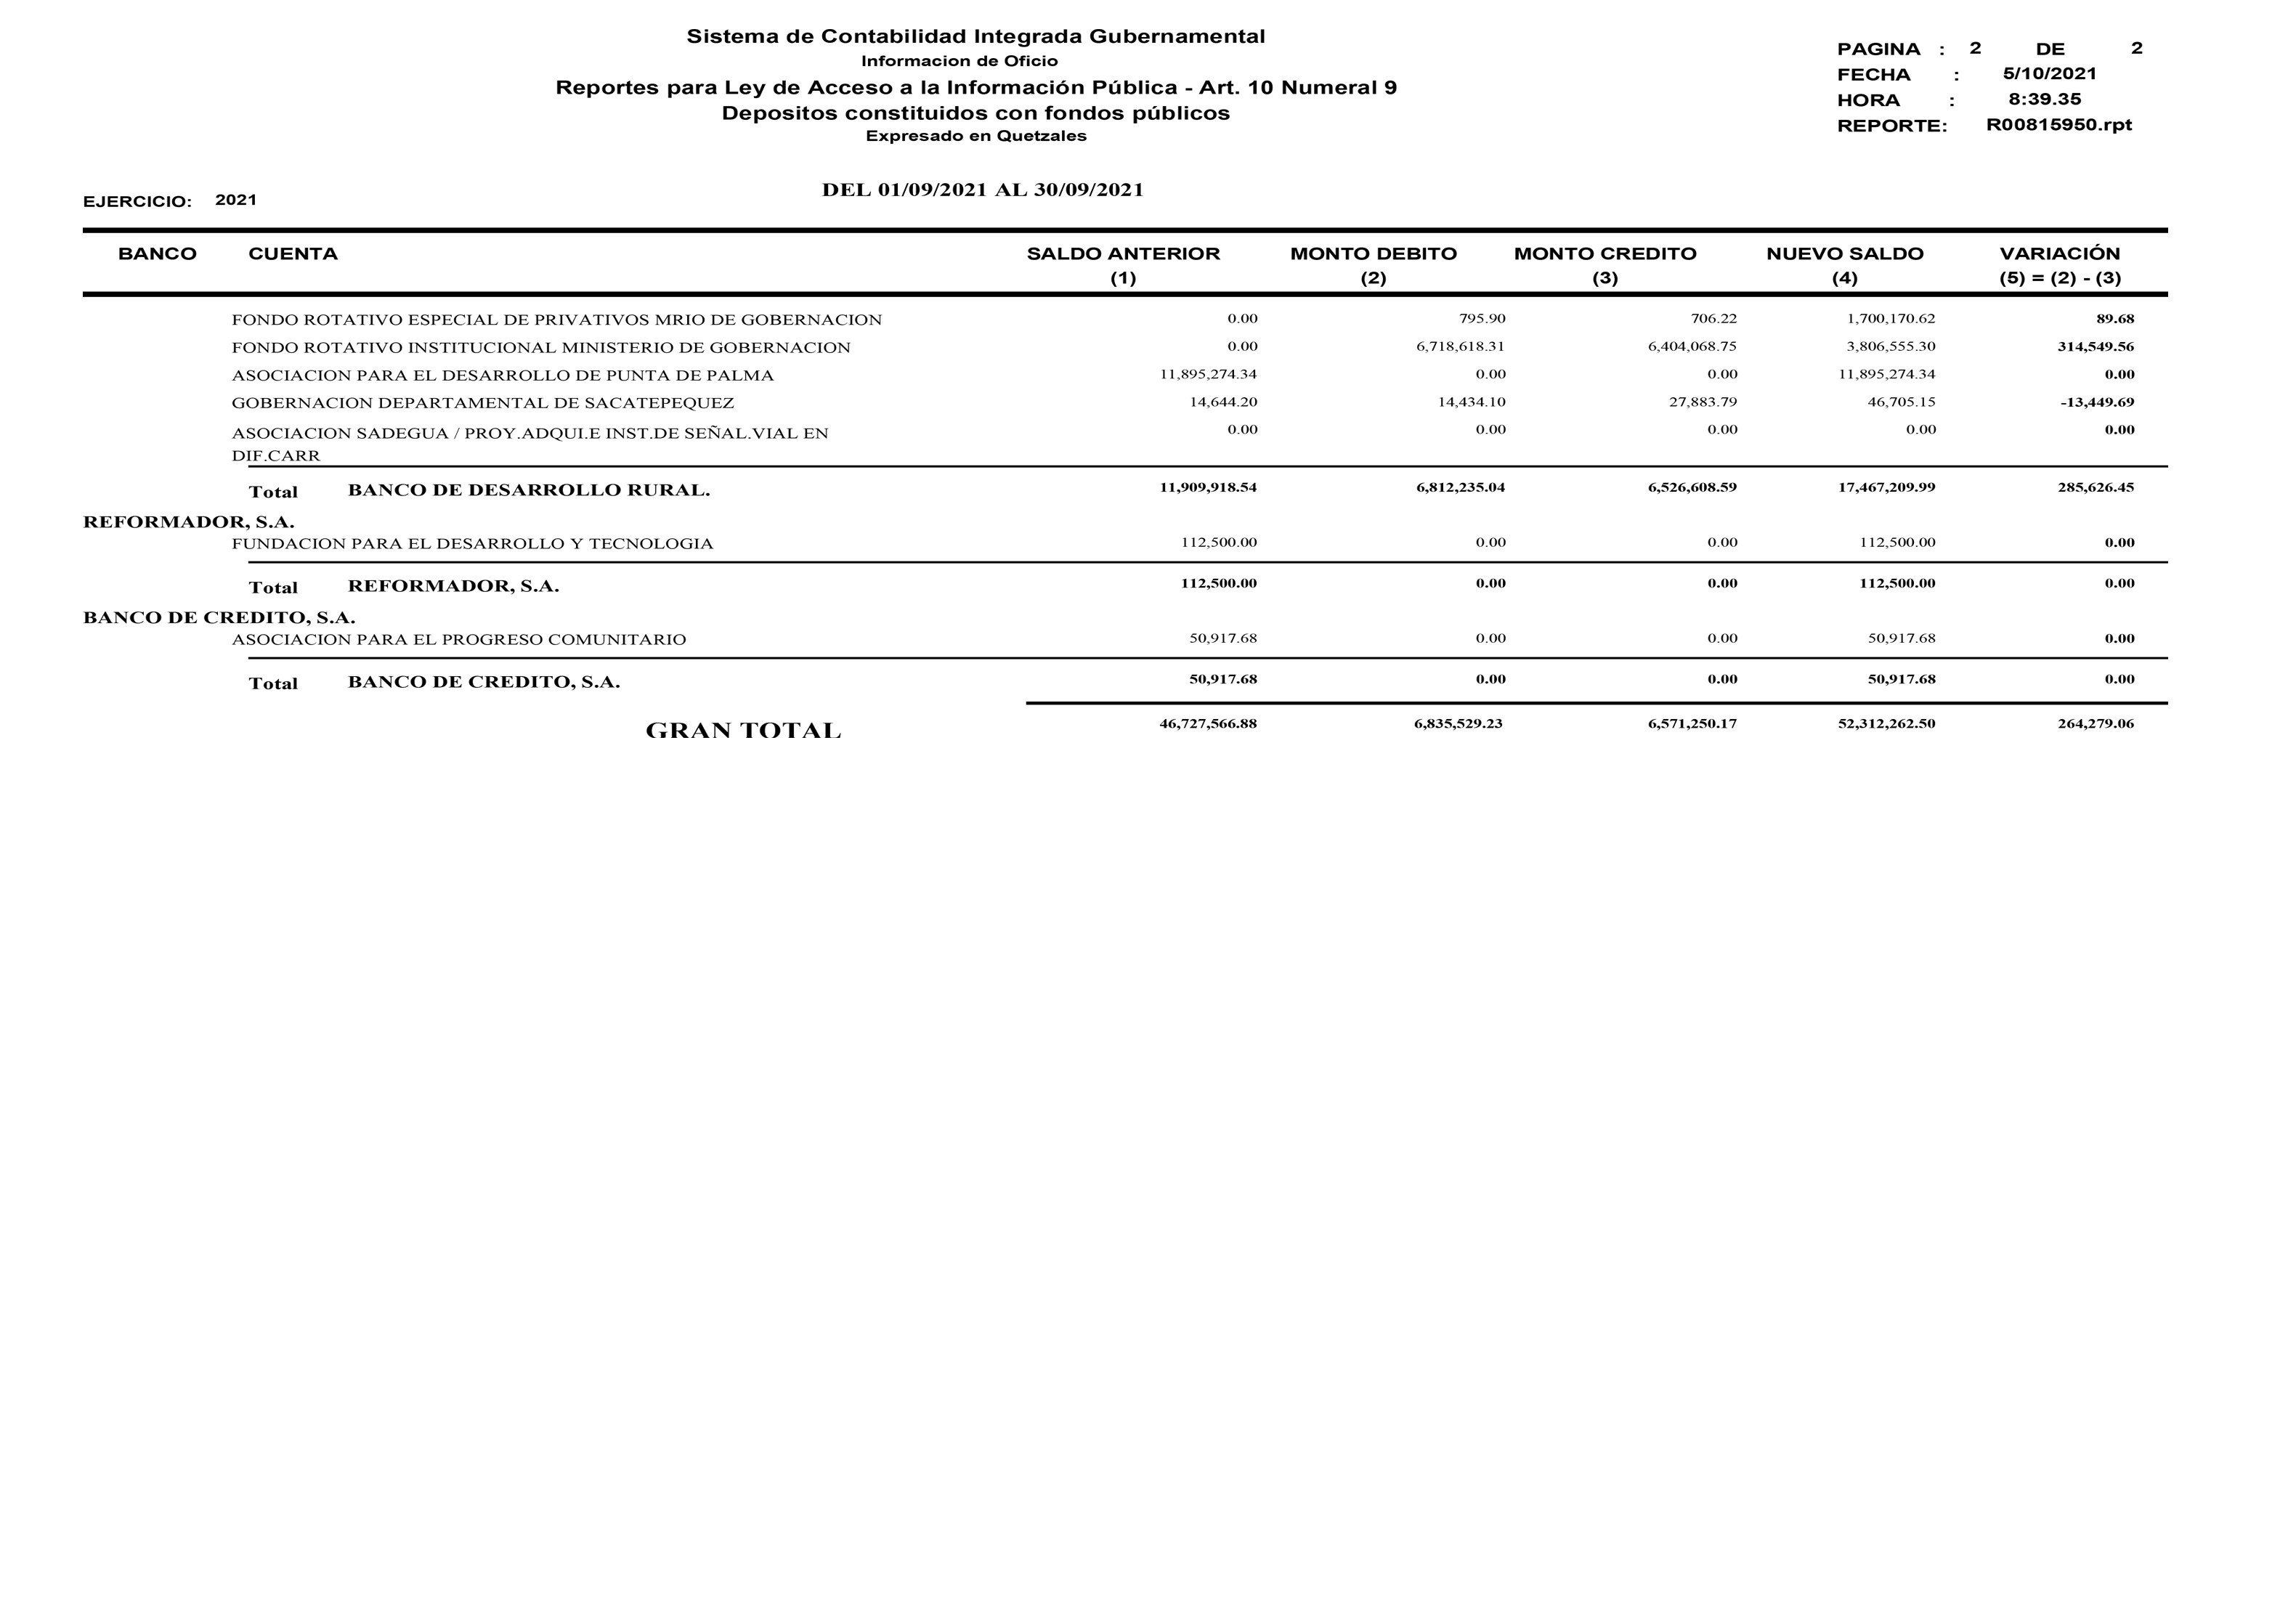 Sistema de Contabilidad Integrada Gubernamental
Informacion de Oficio
Reportes para Ley de Acceso a la Información Pública - Art. 10 Numeral 9
Depositos constituidos con fondos públicos
Expresado en Quetzales
PAGINA : 2 DE 2
FECHA : 5/10/2021
HORA : 8:39.35
REPORTE: R00815950.rpt
DEL 01/09/2021 AL 30/09/2021
EJERCICIO: 2021
BANCO CUENTA SALDO ANTERIOR MONTO DEBITO MONTO CREDITO NUEVO SALDO VARIACIÓN
(1) (2) (3) (4) (5) = (2) - (3)
FONDO ROTATIVO ESPECIAL DE PRIVATIVOS MRIO DE GOBERNACION 0.00 795.90 706.22 1,700,170.62 89.68
FONDO ROTATIVO INSTITUCIONAL MINISTERIO DE GOBERNACION 0.00 6,718,618.31 6,404,068.75 3,806,555.30 314,549.56
ASOCIACION PARA EL DESARROLLO DE PUNTA DE PALMA 11,895,274.34 0.00 0.00 11,895,274.34 0.00
GOBERNACION DEPARTAMENTAL DE SACATEPEQUEZ 14,644.20 14,434.10 27,883.79 46,705.15 -13,449.69
ASOCIACION SADEGUA / PROY.ADQUI.E INST.DE SEÑAL.VIAL EN 0.00 0.00 0.00 0.00 0.00
DIF.CARR
Total BANCO DE DESARROLLO RURAL. 11,909,918.54 6,812,235.04 6,526,608.59 17,467,209.99 285,626.45
REFORMADOR, S.A.
FUNDACION PARA EL DESARROLLO Y TECNOLOGIA 112,500.00 0.00 0.00 112,500.00 0.00
Total REFORMADOR, S.A. 112,500.00 0.00 0.00 112,500.00 0.00
BANCO DE CREDITO, S.A.
ASOCIACION PARA EL PROGRESO COMUNITARIO 50,917.68 0.00 0.00 50,917.68 0.00
Total BANCO DE CREDITO, S.A. 50,917.68 0.00 0.00 50,917.68 0.00
GRAN TOTAL 46,727,566.88 6,835,529.23 6,571,250.17 52,312,262.50 264,279.06